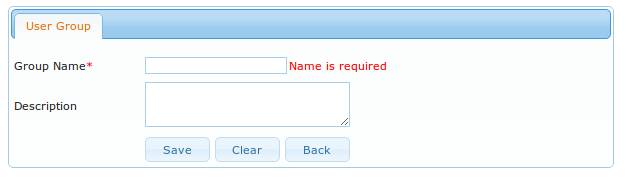 User Group
Group Name* Name is required
Description
Save Clear Back